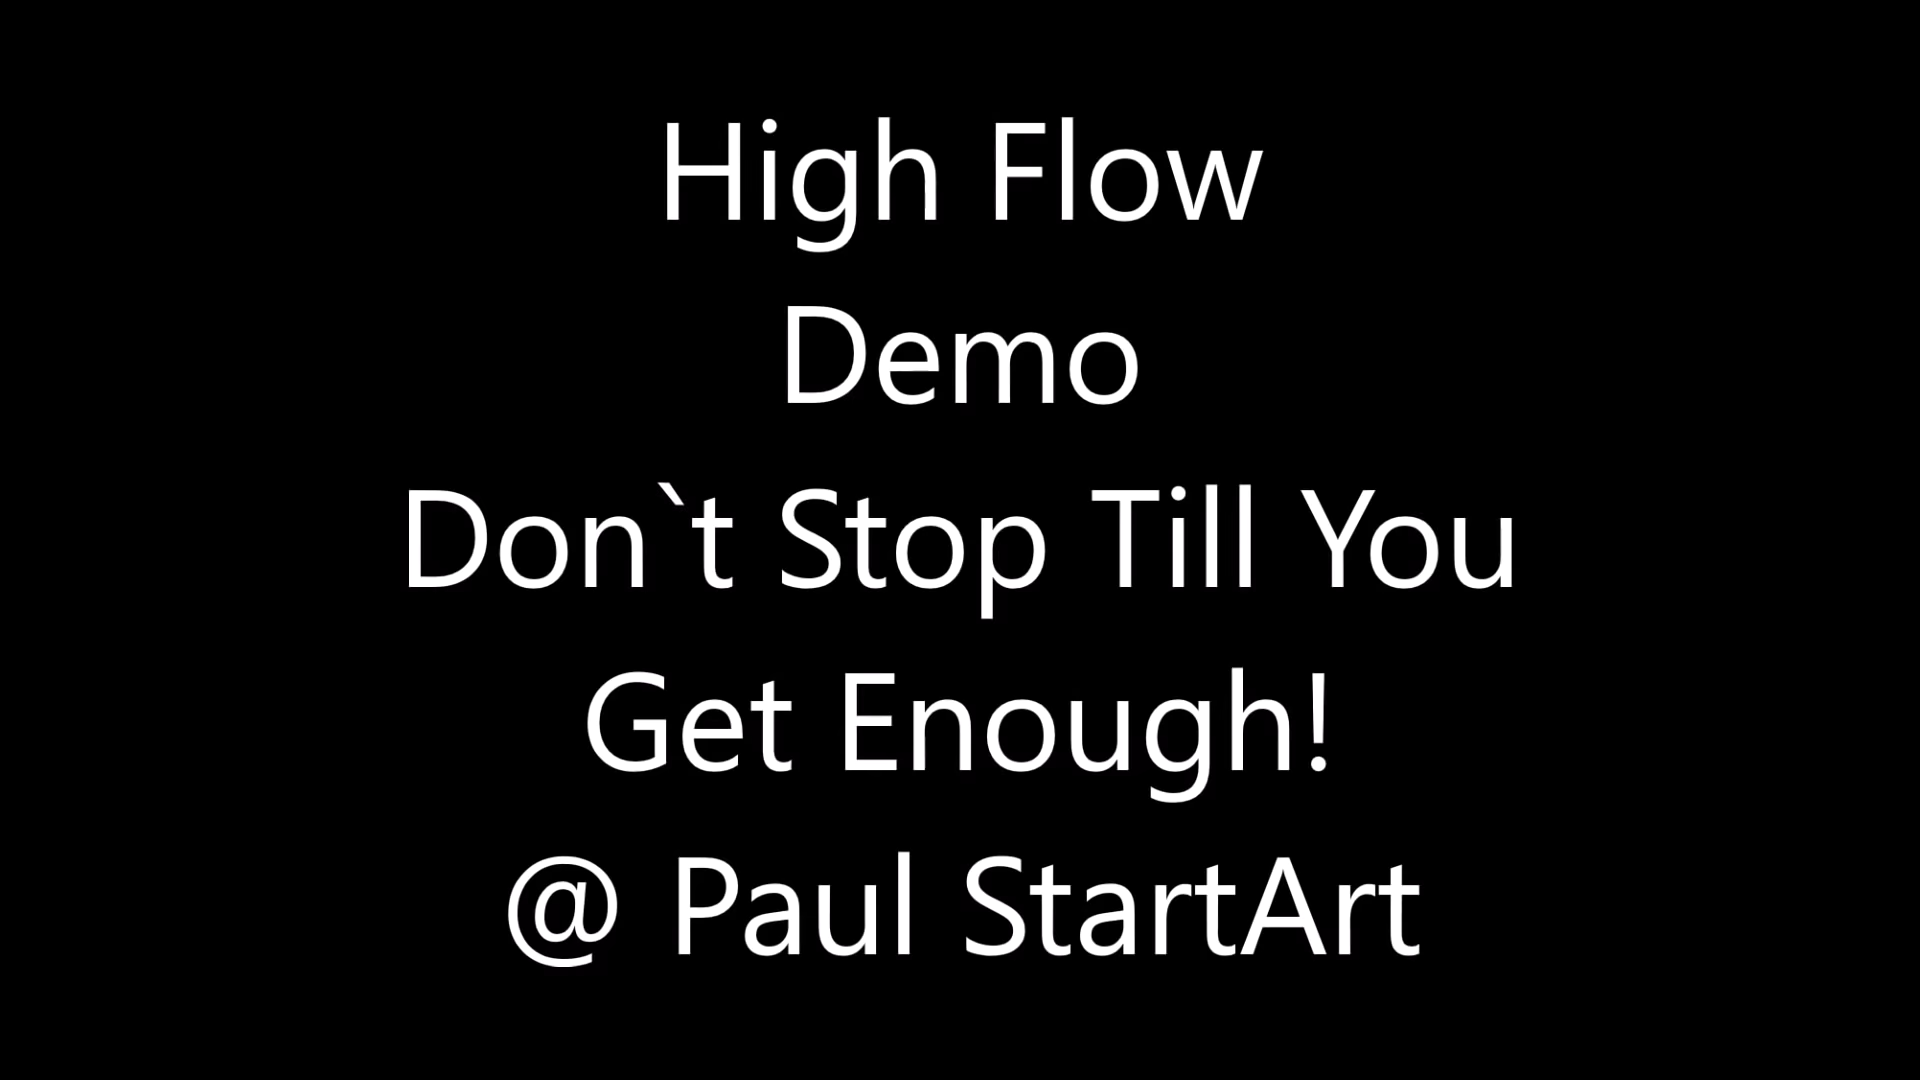 High Flow
Demo
Don`t Stop Till You
Get Enough!
@ Paul StartArt